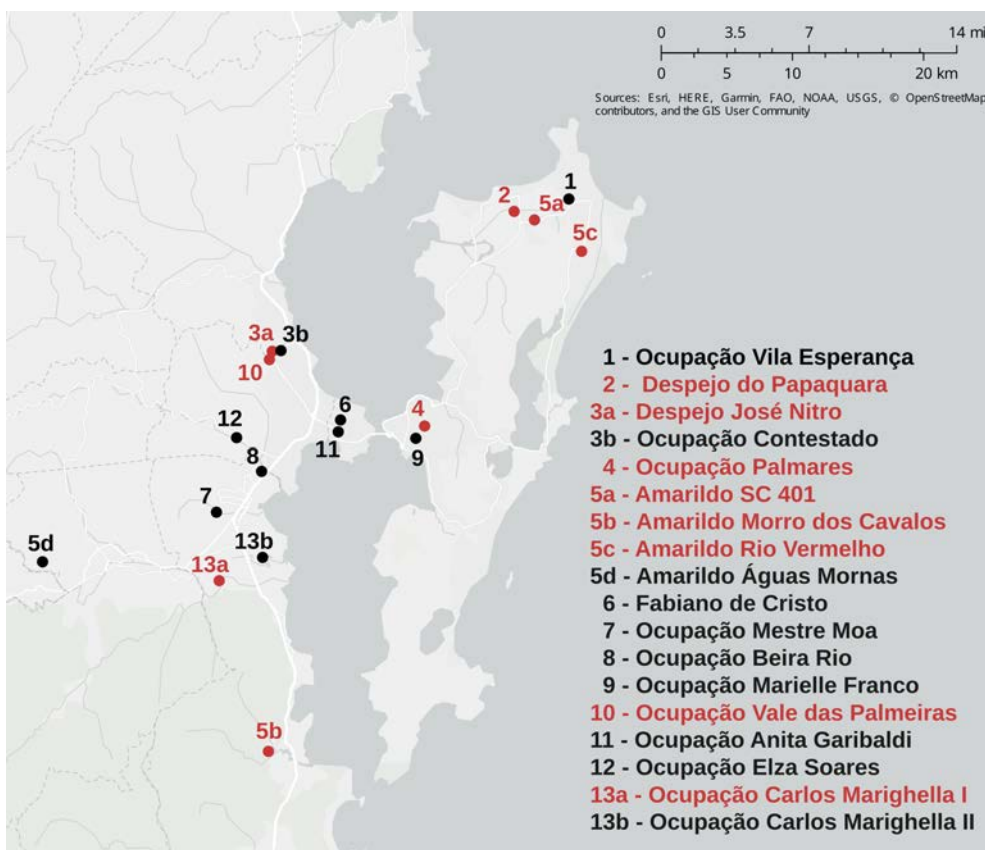 0 3.5 7 14 mi
0 5 10 20 km
Sources: Esri, HERE, Garmin, FAO, NOAA, USGS, © OpenStreetMap
contributors, and the GIS User Community
1
2
5a
5c
3a 3b
10
6
4
12
11
9
8
7
5d
13b
13a
5b
1 - Ocupação Vila Esperança
2 - Despejo do Papaquara
3a - Despejo José Nitro
3b - Ocupação Contestado
4 - Ocupação Palmares
5a - Amarildo SC 401
5b - Amarildo Morro dos Cavalos
5c - Amarildo Rio Vermelho
5d - Amarildo Águas Mornas
6 - Fabiano de Cristo
7 - Ocupação Mestre Moa
8 - Ocupação Beira Rio
9 - Ocupação Marielle Franco
10 - Ocupação Vale das Palmeiras
11 - Ocupação Anita Garibaldi
12 - Ocupação Elza Soares
13a - Ocupação Carlos Marighella I
13b - Ocupação Carlos Marighella II